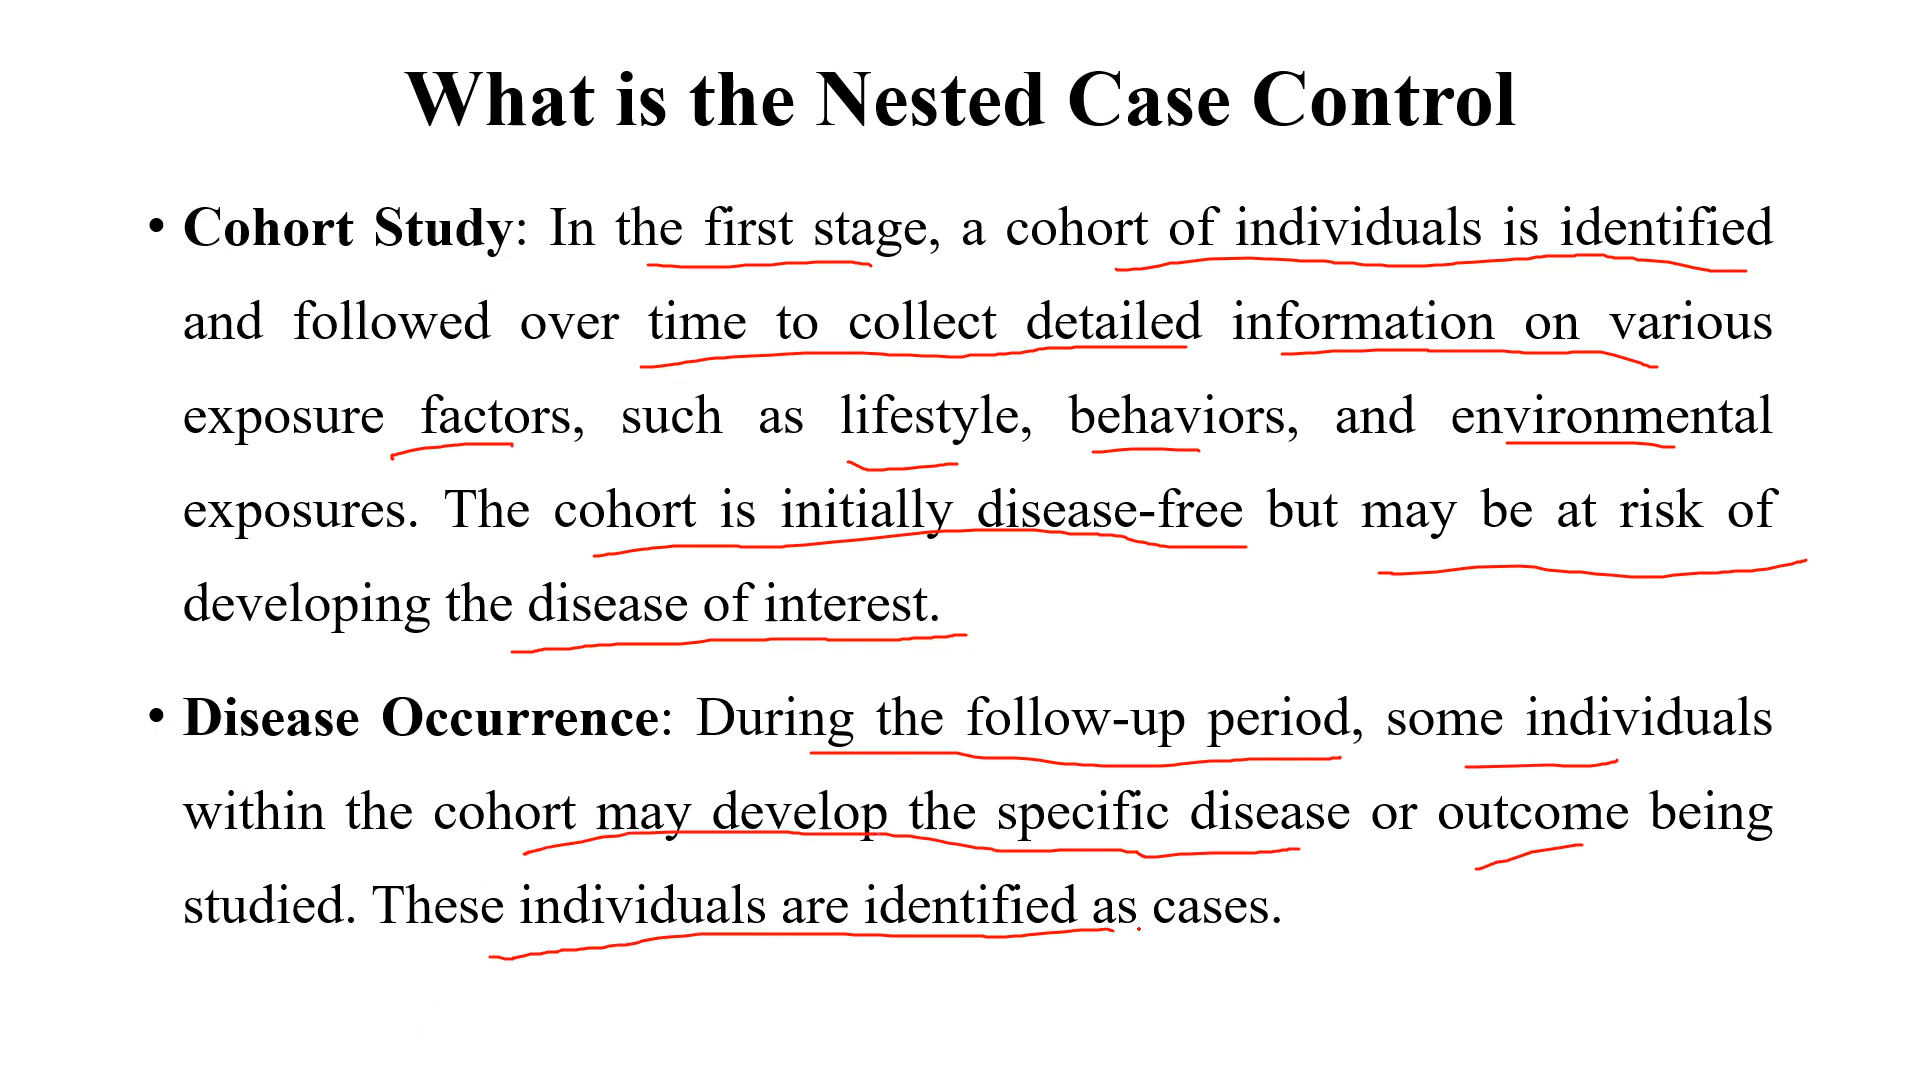 What is the Nested Case Control
• Cohort Study: In the first stage, a cohort of individuals is identified
and followed over time to collect detailed information on various
exposure factors, such as lifestyle, behaviors, and environmental
exposures. The cohort is initially disease-free but may be at risk of
developing the disease of interest.
• Disease Occurrence: During the follow-up period, some individuals
within the cohort may develop the specific disease or outcome being
studied. These individuals are identified as cases.